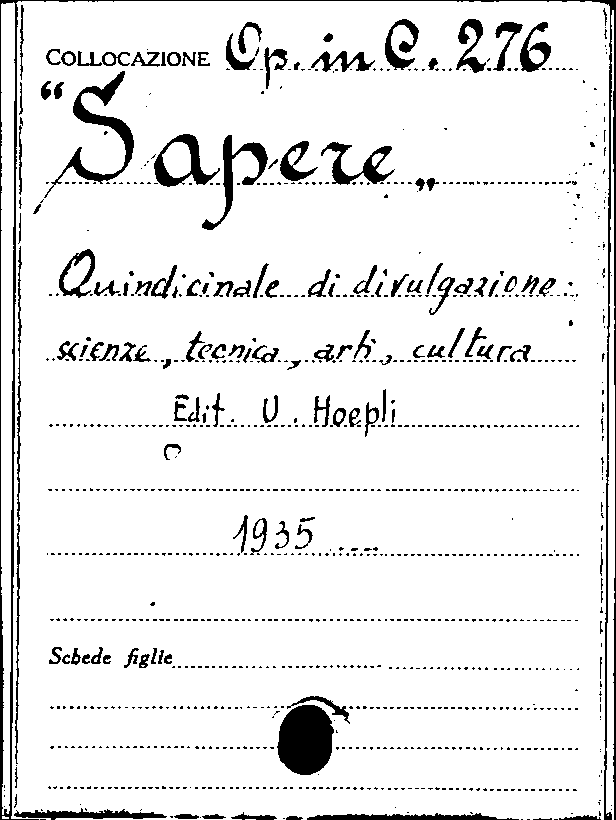 COLLOCAZIONE Op. in C. 276
“Sapere„
Quindicinale di divulgazione:
scienze, tecnica, arti, cultura
Edit. U. Hoepli
1935 ....
Schede figlie